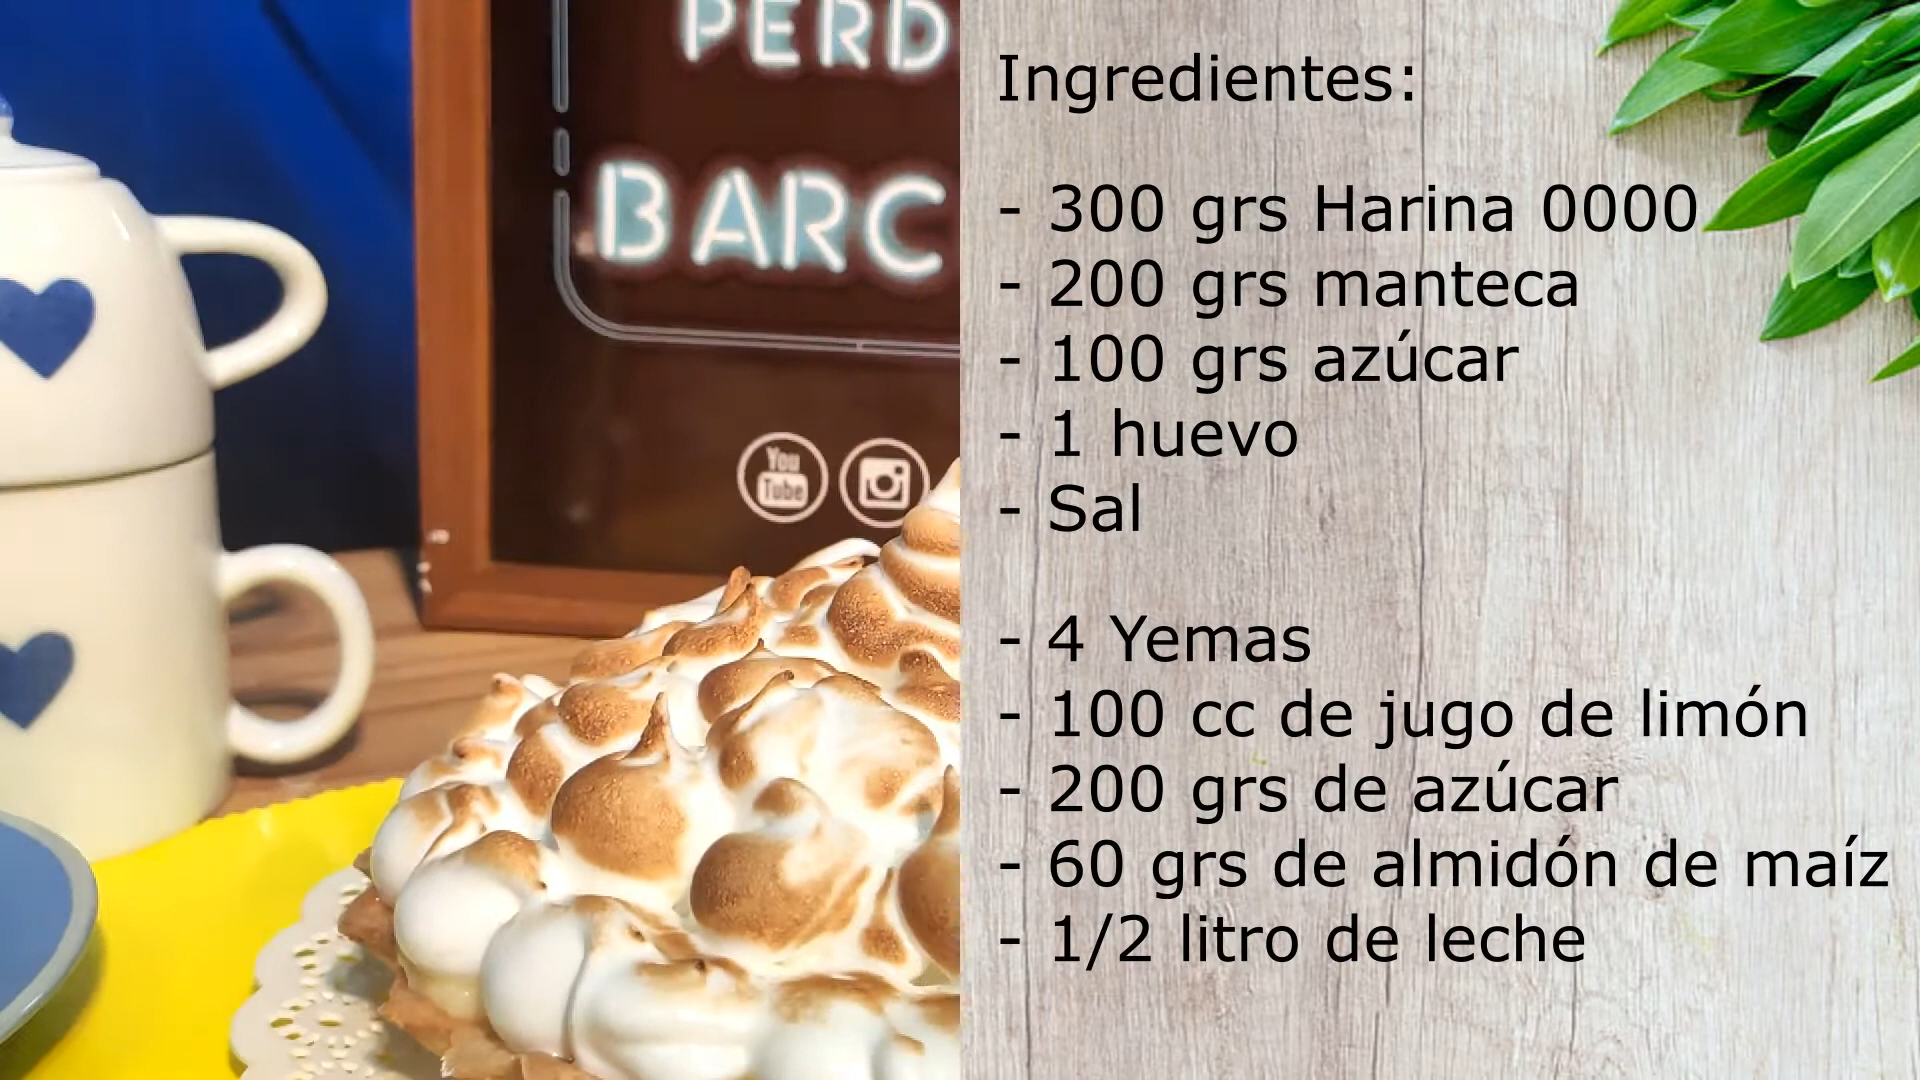 PERD
BARC
You
Tube
Ingredientes:
- 300 grs Harina 0000
- 200 grs manteca
- 100 grs azúcar
- 1 huevo
- Sal
- 4 Yemas
- 100 cc de jugo de limón
- 200 grs de azúcar
- 60 grs de almidón de maíz
- 1/2 litro de leche